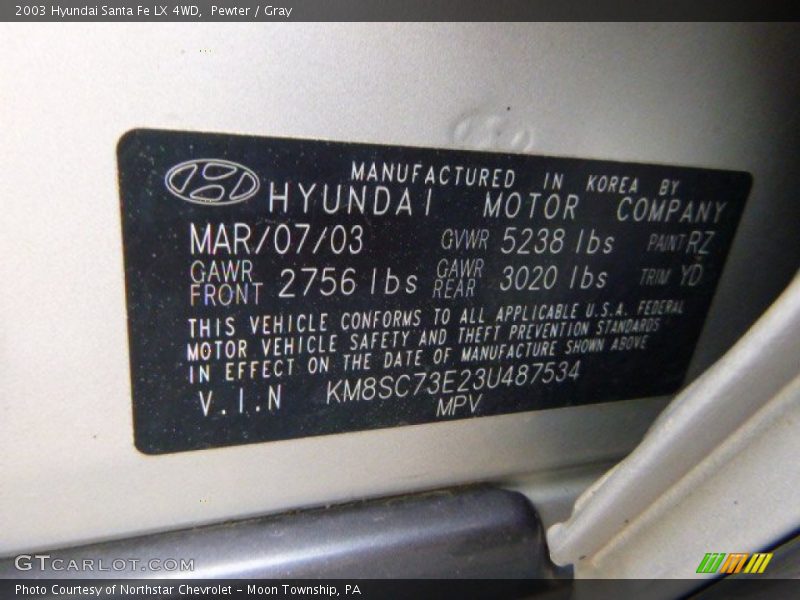 2003 Hyundai Santa Fe LX 4WD, Pewter / Gray
MANUFACTURED IN KOREA BY
HYUNDAI MOTOR COMPANY
MAR/07/03 GVWR 5238 lbs PAINT RZ
GAWR FRONT 2756 lbs GAWR REAR 3020 lbs TRIM YD
THIS VEHICLE CONFORMS TO ALL APPLICABLE U.S.A. FEDERAL
MOTOR VEHICLE SAFETY AND THEFT PREVENTION STANDARDS
IN EFFECT ON THE DATE OF MANUFACTURE SHOWN ABOVE
V.I.N KM8SC73E23U487534
MPV
GTCARLOT.COM
Photo Courtesy of Northstar Chevrolet - Moon Township, PA